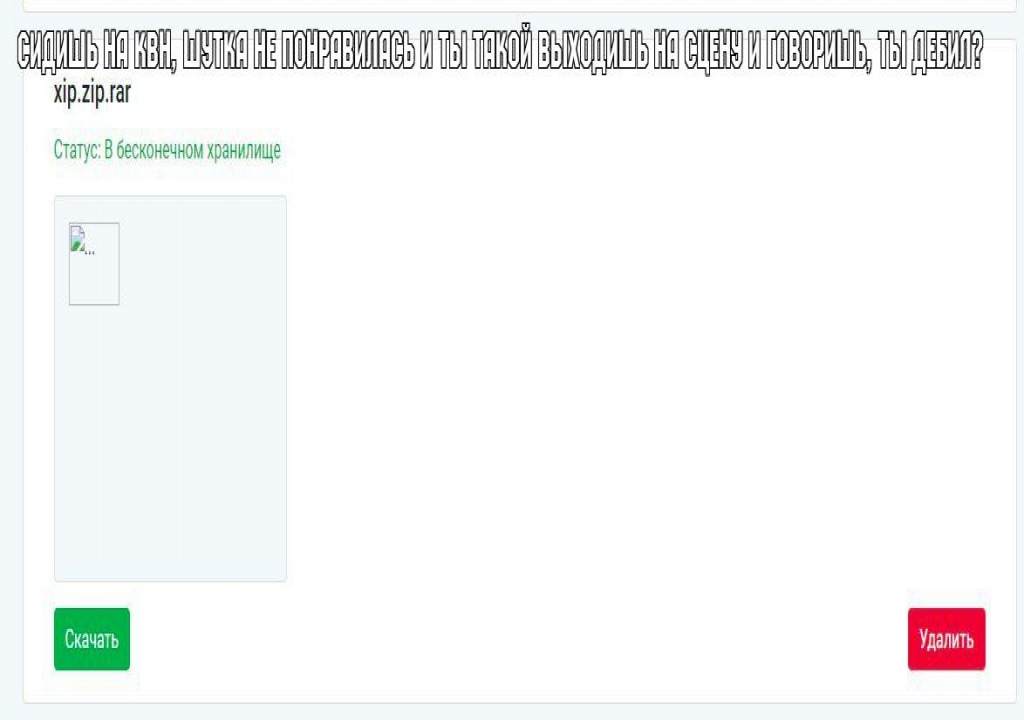 СИДИШЬ НА КВН, ШУТКА НЕ ПОНРАВИЛАСЬ И ТЫ ТАКОЙ ВЫХОДИШЬ НА СЦЕНУ И ГОВОРИШЬ, ТЫ ДЕБИЛ?
xip.zip.rar
Статус: В бесконечном хранилище
...
Скачать
Удалить